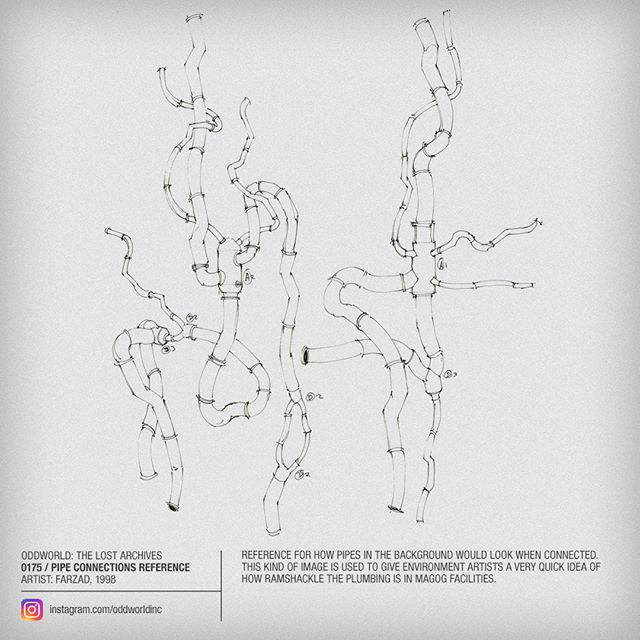 A2
A1
B2
B3
D2
D2
ODDWORLD: THE LOST ARCHIVES
0175 / PIPE CONNECTIONS REFERENCE
ARTIST: FARZAD, 1998
instagram.com/oddworldinc
REFERENCE FOR HOW PIPES IN THE BACKGROUND WOULD LOOK WHEN CONNECTED.
THIS KIND OF IMAGE IS USED TO GIVE ENVIRONMENT ARTISTS A VERY QUICK IDEA OF
HOW RAMSHACKLE THE PLUMBING IS IN MAGOG FACILITIES.